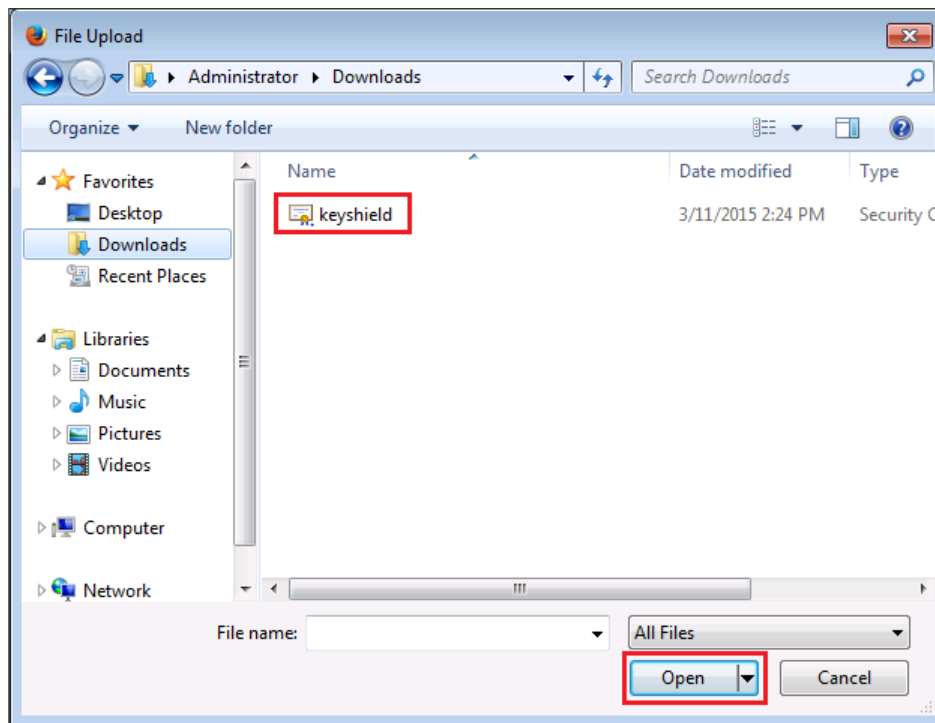 File Upload
Administrator Downloads
Search Downloads
Organize New folder
Name Date modified Type
Favorites
Desktop
Downloads
Recent Places
Libraries
Documents
Music
Pictures
Videos
Computer
Network
keyshield 3/11/2015 2:24 PM Security C
File name: All Files
Open Cancel